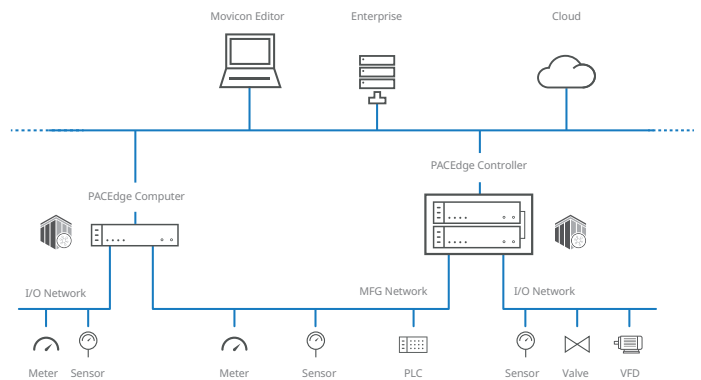 Movicon Editor
Enterprise
Cloud
PACEdge Controller
PACEdge Computer
I/O Network
MFG Network
I/O Network
Meter
Sensor
Meter
Sensor
PLC
Sensor
Valve
VFD